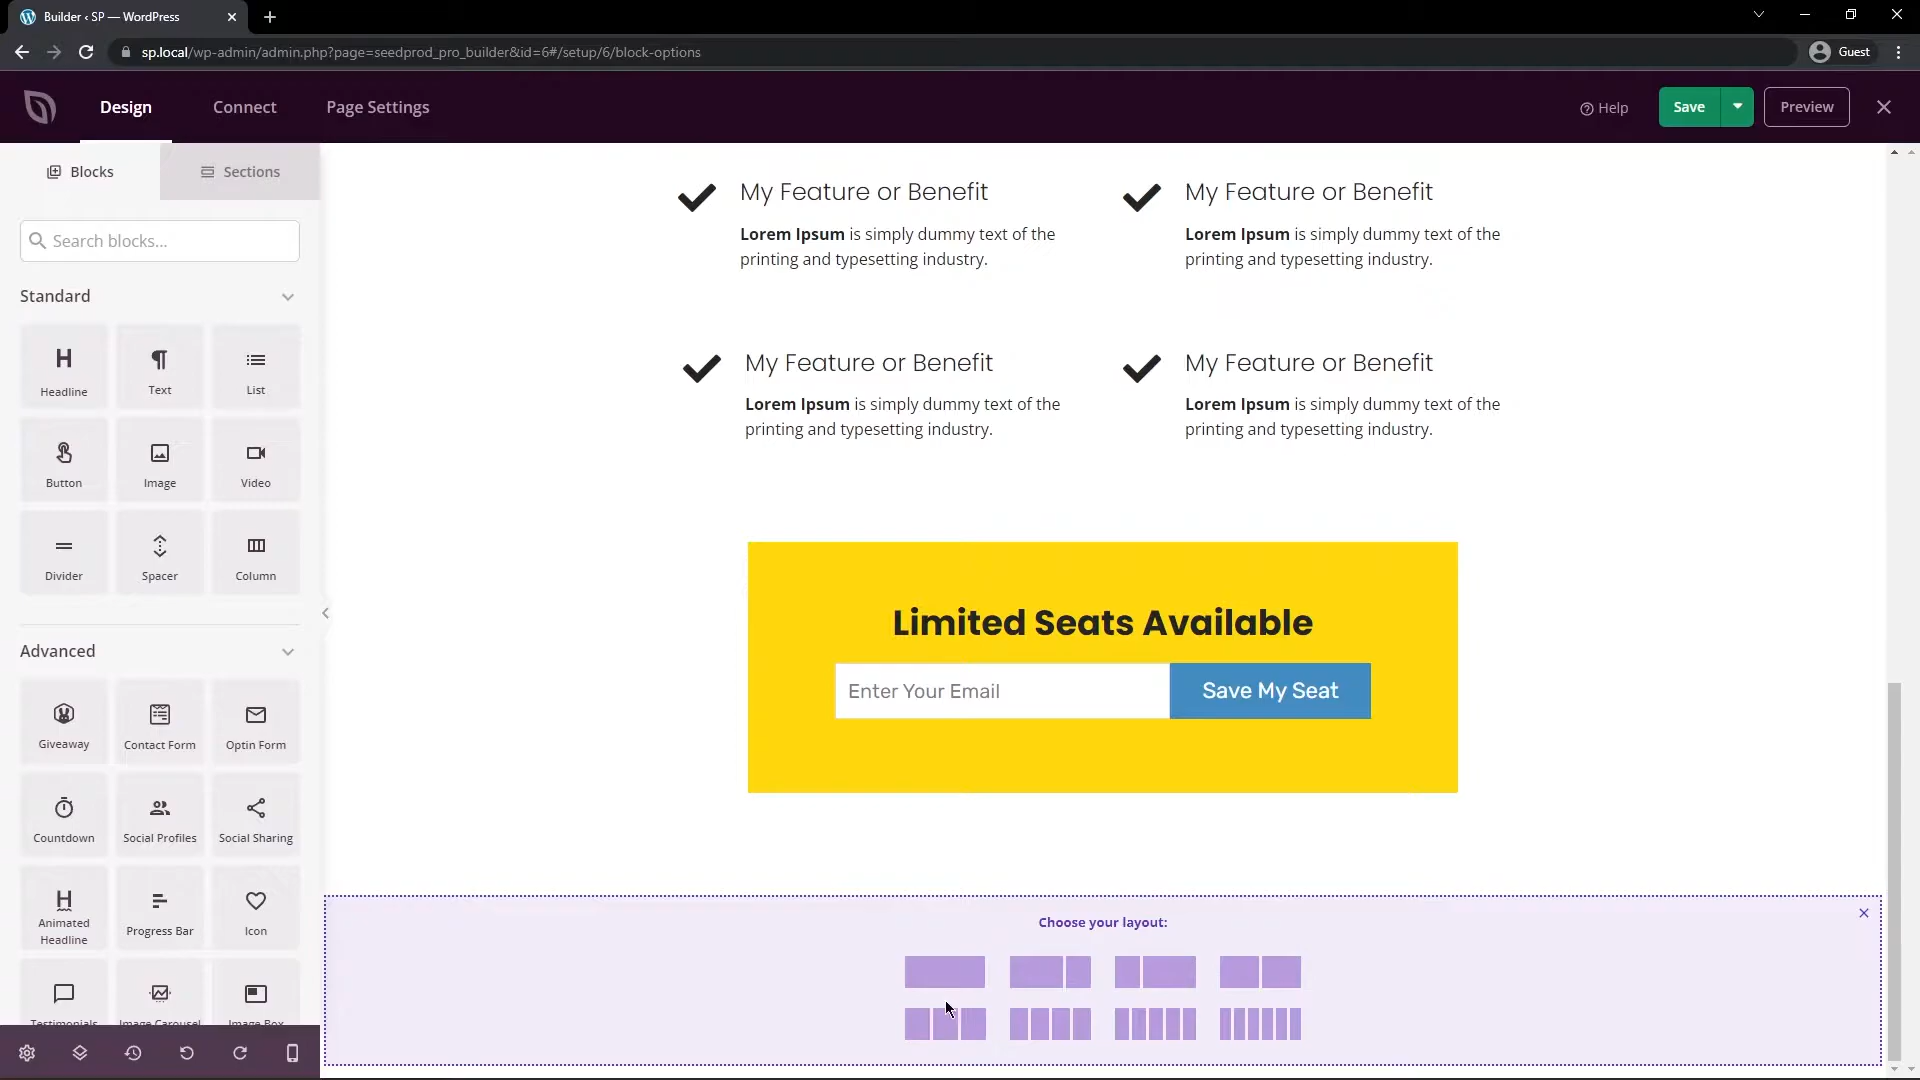 Builder ‹ SP — WordPress
sp.local/wp-admin/admin.php?page=seedprod_pro_builder&id=6#/setup/6/block-options
Guest
Design
Connect
Page Settings
Help
Save
Preview
Blocks
Sections
Search blocks...
Standard
Headline
Text
List
Button
Image
Video
Divider
Spacer
Column
Advanced
Giveaway
Contact Form
Optin Form
Countdown
Social Profiles
Social Sharing
Animated
Headline
Progress Bar
Icon
Testimonials
Image Carousel
Image Box
My Feature or Benefit
Lorem Ipsum is simply dummy text of the
printing and typesetting industry.
My Feature or Benefit
Lorem Ipsum is simply dummy text of the
printing and typesetting industry.
My Feature or Benefit
Lorem Ipsum is simply dummy text of the
printing and typesetting industry.
My Feature or Benefit
Lorem Ipsum is simply dummy text of the
printing and typesetting industry.
Limited Seats Available
Enter Your Email
Save My Seat
Choose your layout: